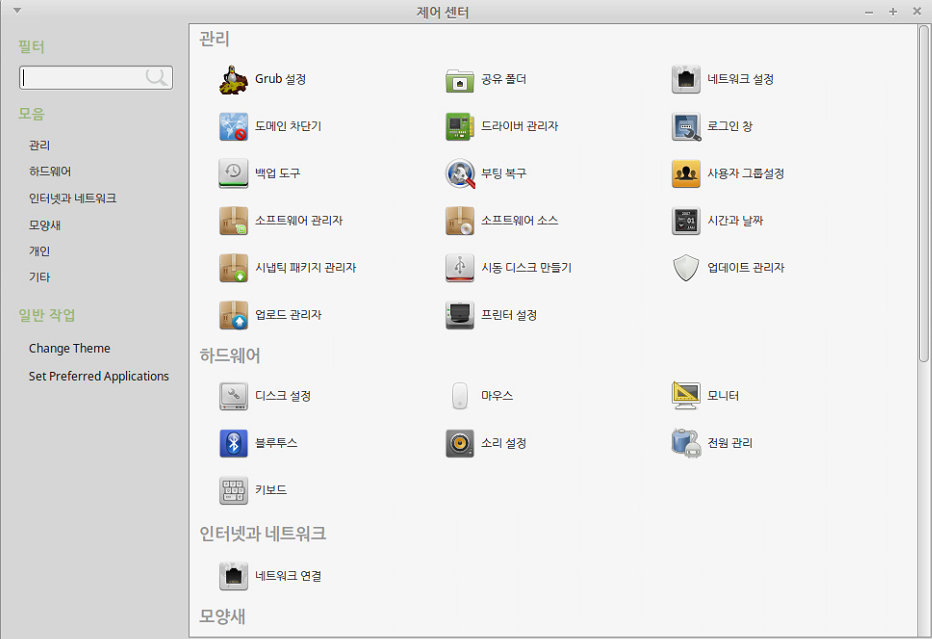 제어 센터
필터
모음
관리
하드웨어
인터넷과 네트워크
모양새
개인
기타
일반 작업
Change Theme
Set Preferred Applications
관리
Grub 설정
공유 폴더
네트워크 설정
도메인 차단기
드라이버 관리자
로그인 창
백업 도구
부팅 복구
사용자 그룹설정
소프트웨어 관리자
소프트웨어 소스
시간과 날짜
시냅틱 패키지 관리자
시동 디스크 만들기
업데이트 관리자
업로드 관리자
프린터 설정
하드웨어
디스크 설정
마우스
모니터
블루투스
소리 설정
전원 관리
키보드
인터넷과 네트워크
네트워크 연결
모양새